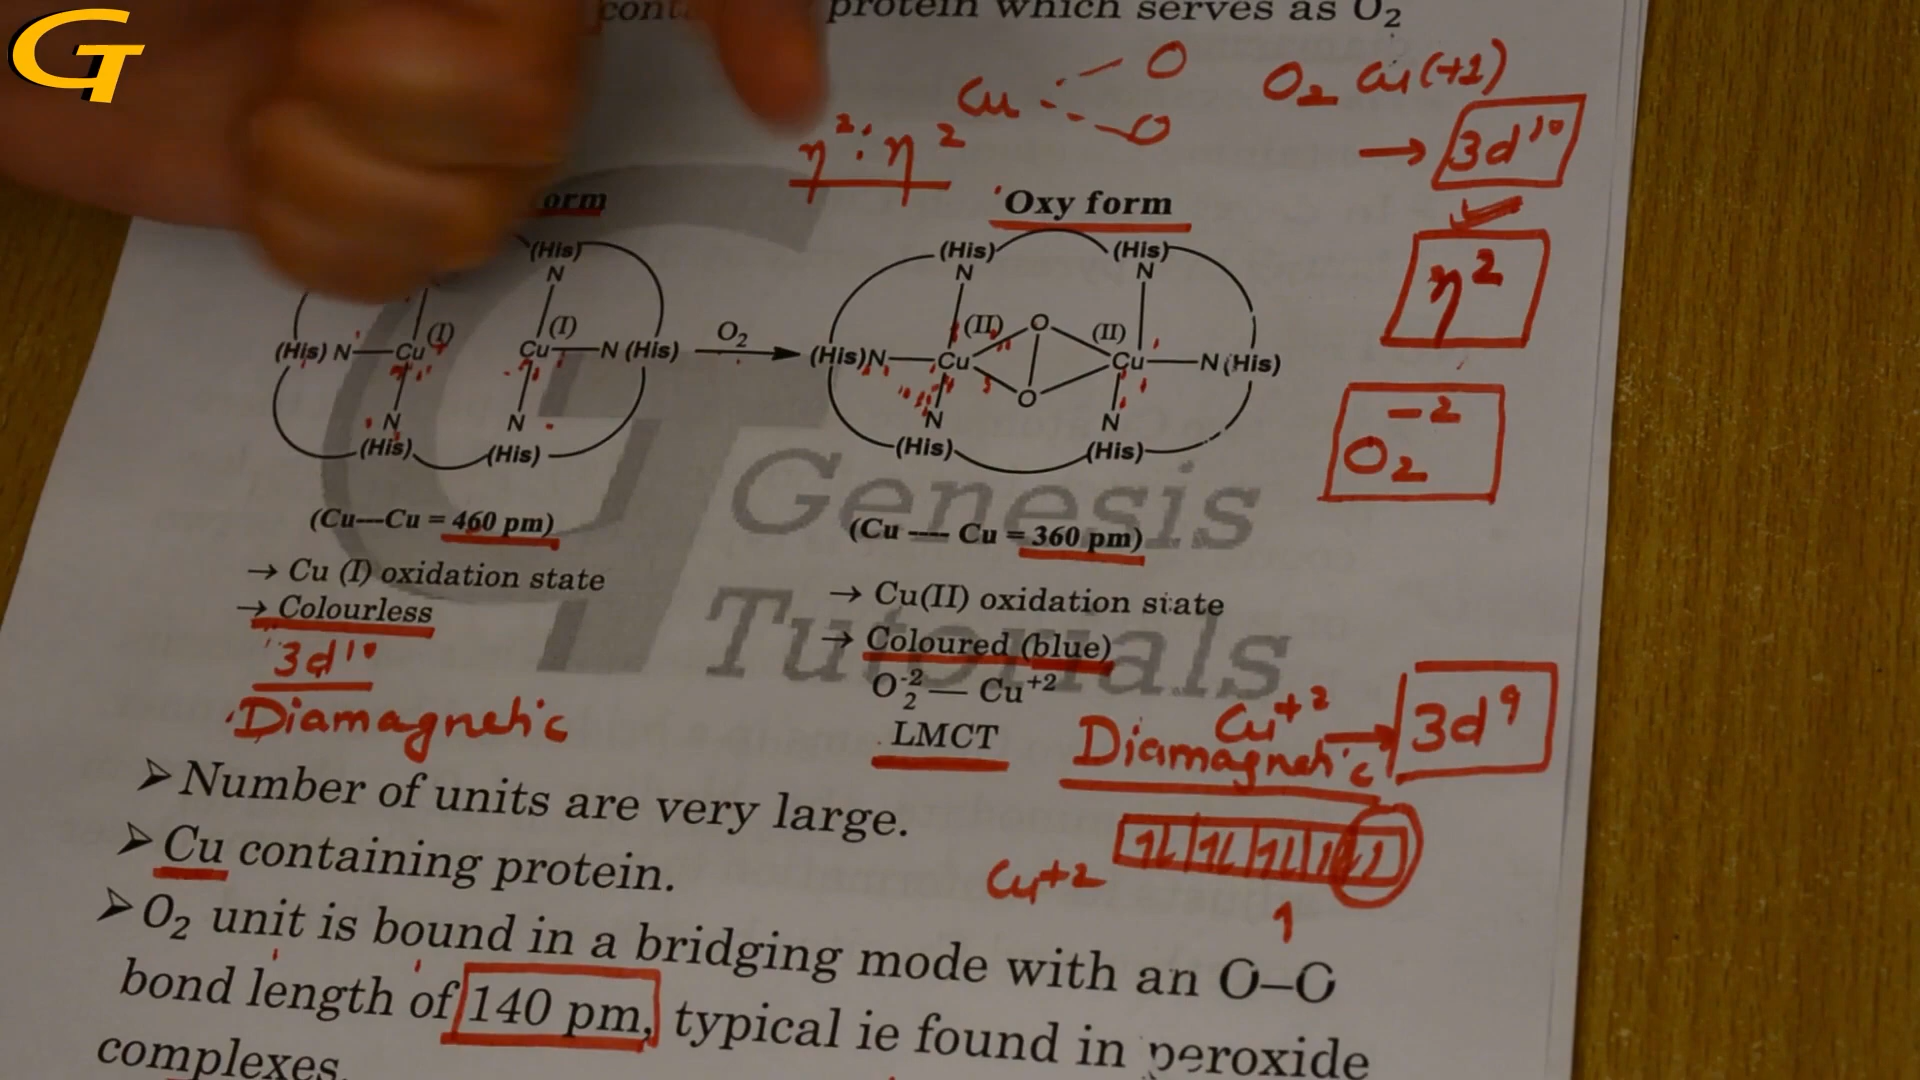 GT
protein which serves as O₂
Cu O O
O₂ Cu(+1)
η²:η²
→ 3d¹⁰
orm
Oxy form
η²
(His) (His) (His)
N N N
(I) (I) (II) O (II)
(His) N—Cu Cu—N (His) O₂ (His)N—Cu Cu—N (His)
O
N N N N
(His) (His) (His) (His)
O₂⁻²
Genesis
Tutorials
(Cu---Cu = 460 pm) (Cu ---- Cu = 360 pm)
→ Cu (I) oxidation state → Cu(II) oxidation state
→ Colourless → Coloured (blue)
3d¹⁰ O₂⁻² — Cu⁺²
Diamagnetic LMCT Diamagnetic Cu⁺² → 3d⁹
➢ Number of units are very large.
➢ Cu containing protein.
Cu+2
1
➢ O₂ unit is bound in a bridging mode with an O–O
bond length of 140 pm, typical ie found in peroxide
complexes.